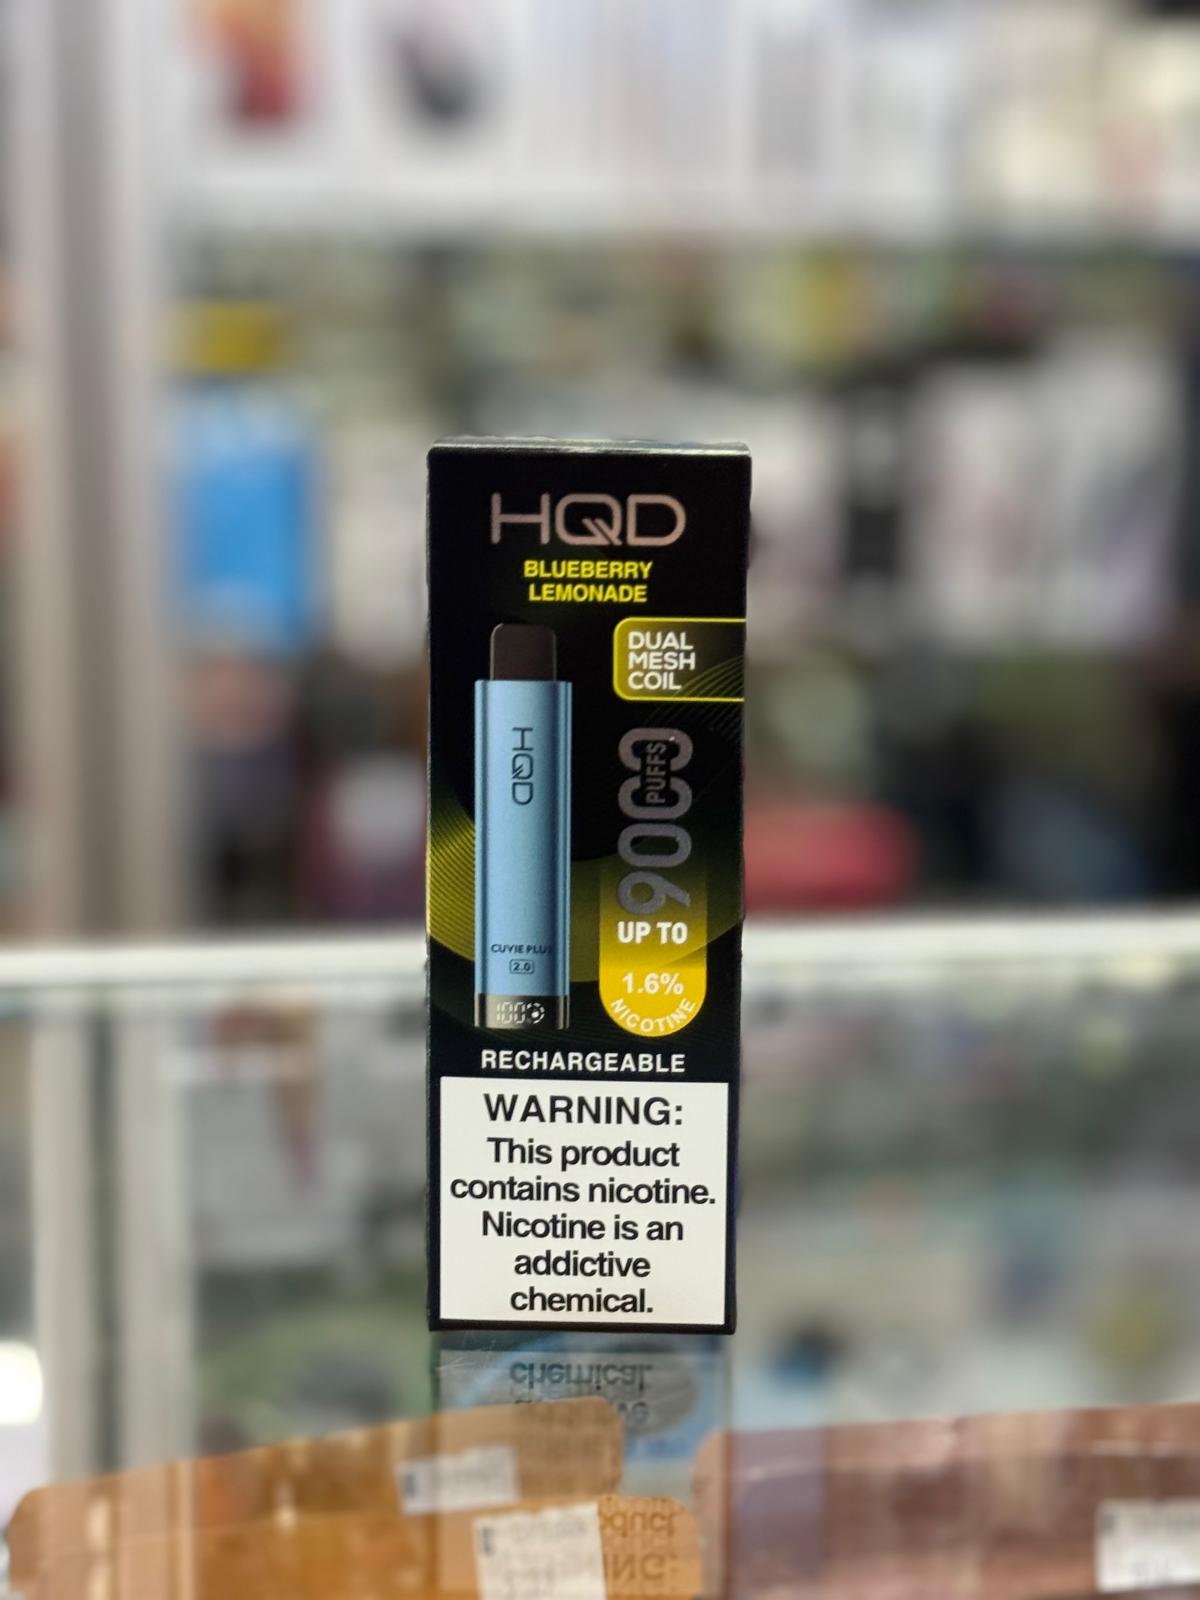 HQD
BLUEBERRY
LEMONADE
DUAL
MESH
COIL
HQD
9000
PUFFS
UP TO
1.6%
NICOTINE
CUVIE PLUS
2.0
100
RECHARGEABLE
WARNING:
This product
contains nicotine.
Nicotine is an
addictive
chemical.